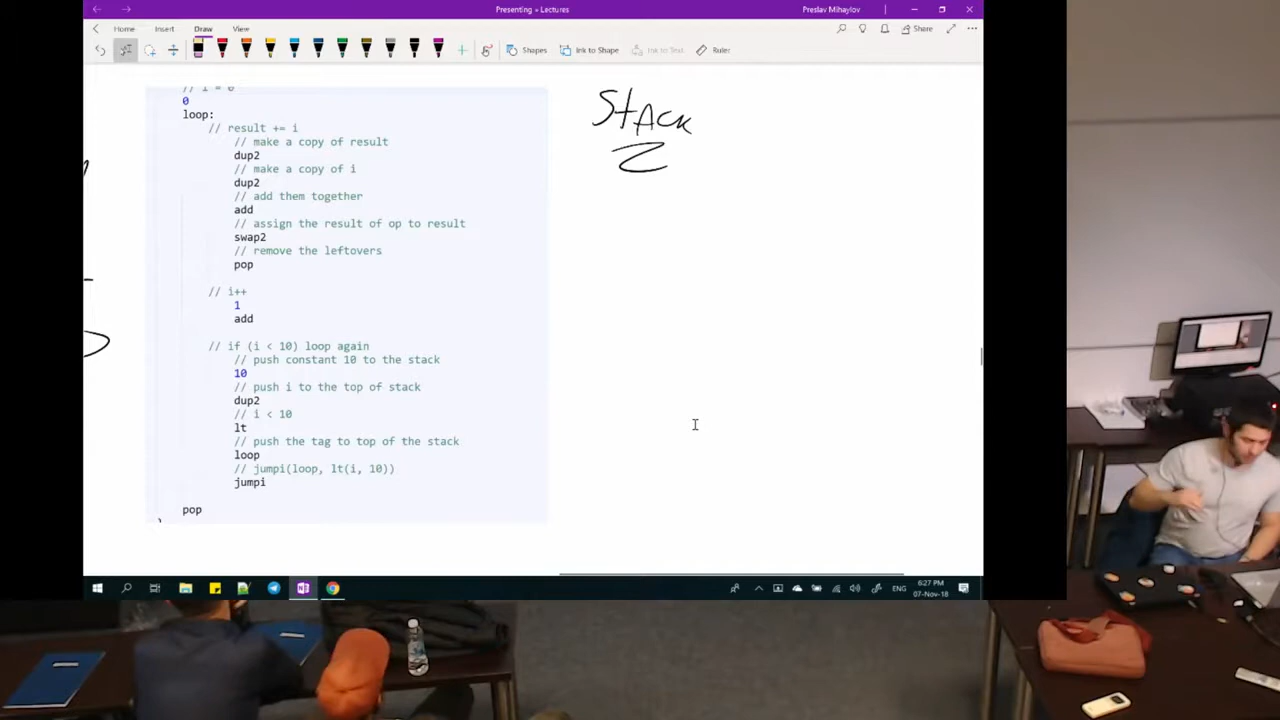 Presenting » Lectures
Preslav Mihaylov
Home Insert Draw View
Share
Shapes Ink to Shape Ink to Text Ruler
// i = 0
0
loop:
// result += i
// make a copy of result
dup2
// make a copy of i
dup2
// add them together
add
// assign the result of op to result
swap2
// remove the leftovers
pop
// i++
1
add
// if (i < 10) loop again
// push constant 10 to the stack
10
// push i to the top of stack
dup2
// i < 10
lt
// push the tag to top of the stack
loop
// jumpi(loop, lt(i, 10))
jumpi
pop
}
Stack
ENG
6:27 PM
07-Nov-18